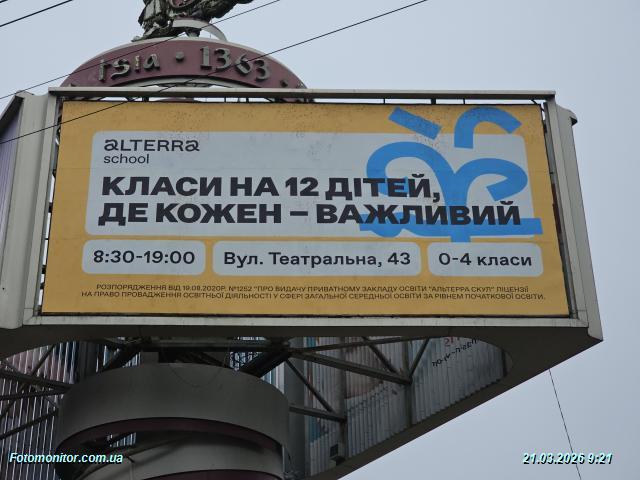 1363
aLTERRa
school
КЛАСИ НА 12 ДІТЕЙ,
ДЕ КОЖЕН – ВАЖЛИВИЙ
8:30-19:00
Вул. Театральна, 43
0-4 класи
РОЗПОРЯДЖЕННЯ ВІД 19.08.2020Р. №1252 "ПРО ВИДАЧУ ПРИВАТНОМУ ЗАКЛАДУ ОСВІТИ "АЛЬТЕРРА СКУЛ" ЛІЦЕНЗІЇ
НА ПРАВО ПРОВАДЖЕННЯ ОСВІТНЬОЇ ДІЯЛЬНОСТІ У СФЕРІ ЗАГАЛЬНОЇ СЕРЕДНЬОЇ ОСВІТИ ЗА РІВНЕМ ПОЧАТКОВОЇ ОСВІТИ.
Fotomonitor.com.ua
21.03.2026 9:21